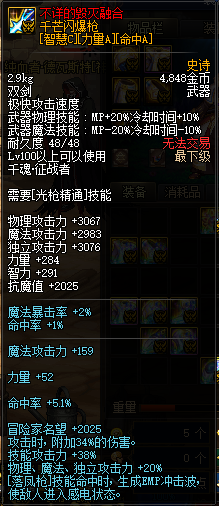 不洋的毁灭融合
千芒闪爆枪
[智慧C][力量A][命中A]
史诗
2.9kg
4,848金币
双剑
武器
极快攻击速度
武器物理技能: MP+20%冷却时间+10%
武器魔法技能: MP-20%冷却时间-10%
耐久度 48/48
无法交易
Lv100以上可以使用
最下级
千魂·征战者
需要[光枪精通]技能
物理攻击力 +3067
魔法攻击力 +2983
独立攻击力 +3076
力量 +284
智力 +291
抗魔值 +2025
魔法暴击率 +2%
命中率 +1%
魔法攻击力 +159
力量 +52
命中率 +5.1%
冒险家名望 +2025
攻击时, 附加34%的伤害。
技能攻击力 +38%
物理、魔法、独立攻击力 +20%
[落凤枪]技能命中时, 生成EMP冲击波,
使敌人进入感电状态。
装备
消耗品
重量
5 个